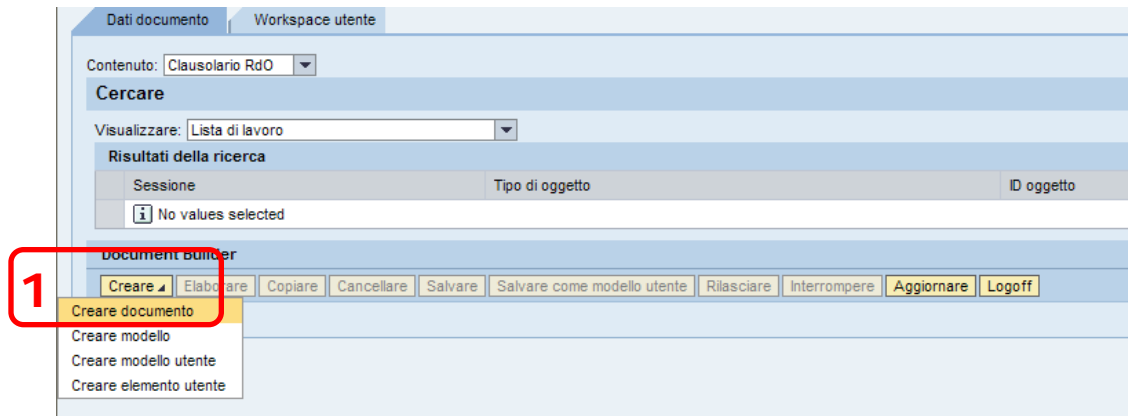 Dati documento Workspace utente
Contenuto: Clausolario RdO
Cercare
Visualizzare: Lista di lavoro
Risultati della ricerca
Sessione Tipo di oggetto ID oggetto
i No values selected
Document Builder
1
Creare Elaborare Copiare Cancellare Salvare Salvare come modello utente Rilasciare Interrompere Aggiornare Logoff
Creare documento
Creare modello
Creare modello utente
Creare elemento utente